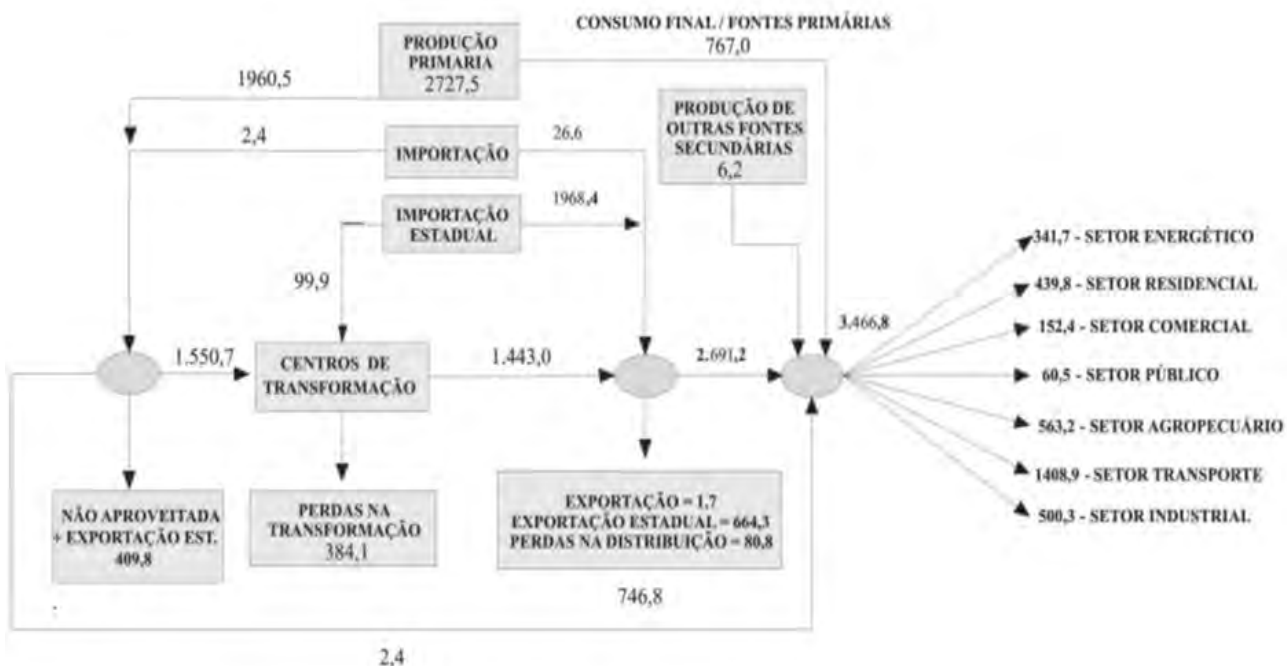 CONSUMO FINAL / FONTES PRIMÁRIAS
767,0
PRODUÇÃO
PRIMARIA
2727,5
1960,5
2,4
IMPORTAÇÃO
26,6
PRODUÇÃO DE
OUTRAS FONTES
SECUNDÁRIAS
6,2
IMPORTAÇÃO
ESTADUAL
1968,4
99,9
1.550,7
CENTROS DE
TRANSFORMAÇÃO
1.443,0
2.691,2
3.466,8
341,7 - SETOR ENERGÉTICO
439,8 - SETOR RESIDENCIAL
152,4 - SETOR COMERCIAL
60,5 - SETOR PÚBLICO
563,2 - SETOR AGROPECUÁRIO
1408,9 - SETOR TRANSPORTE
500,3 - SETOR INDUSTRIAL
NÃO APROVEITADA
+ EXPORTAÇÃO EST.
409,8
PERDAS NA
TRANSFORMAÇÃO
384,1
EXPORTAÇÃO = 1,7
EXPORTAÇÃO ESTADUAL = 664,3
PERDAS NA DISTRIBUIÇÃO = 80,8
746,8
2,4